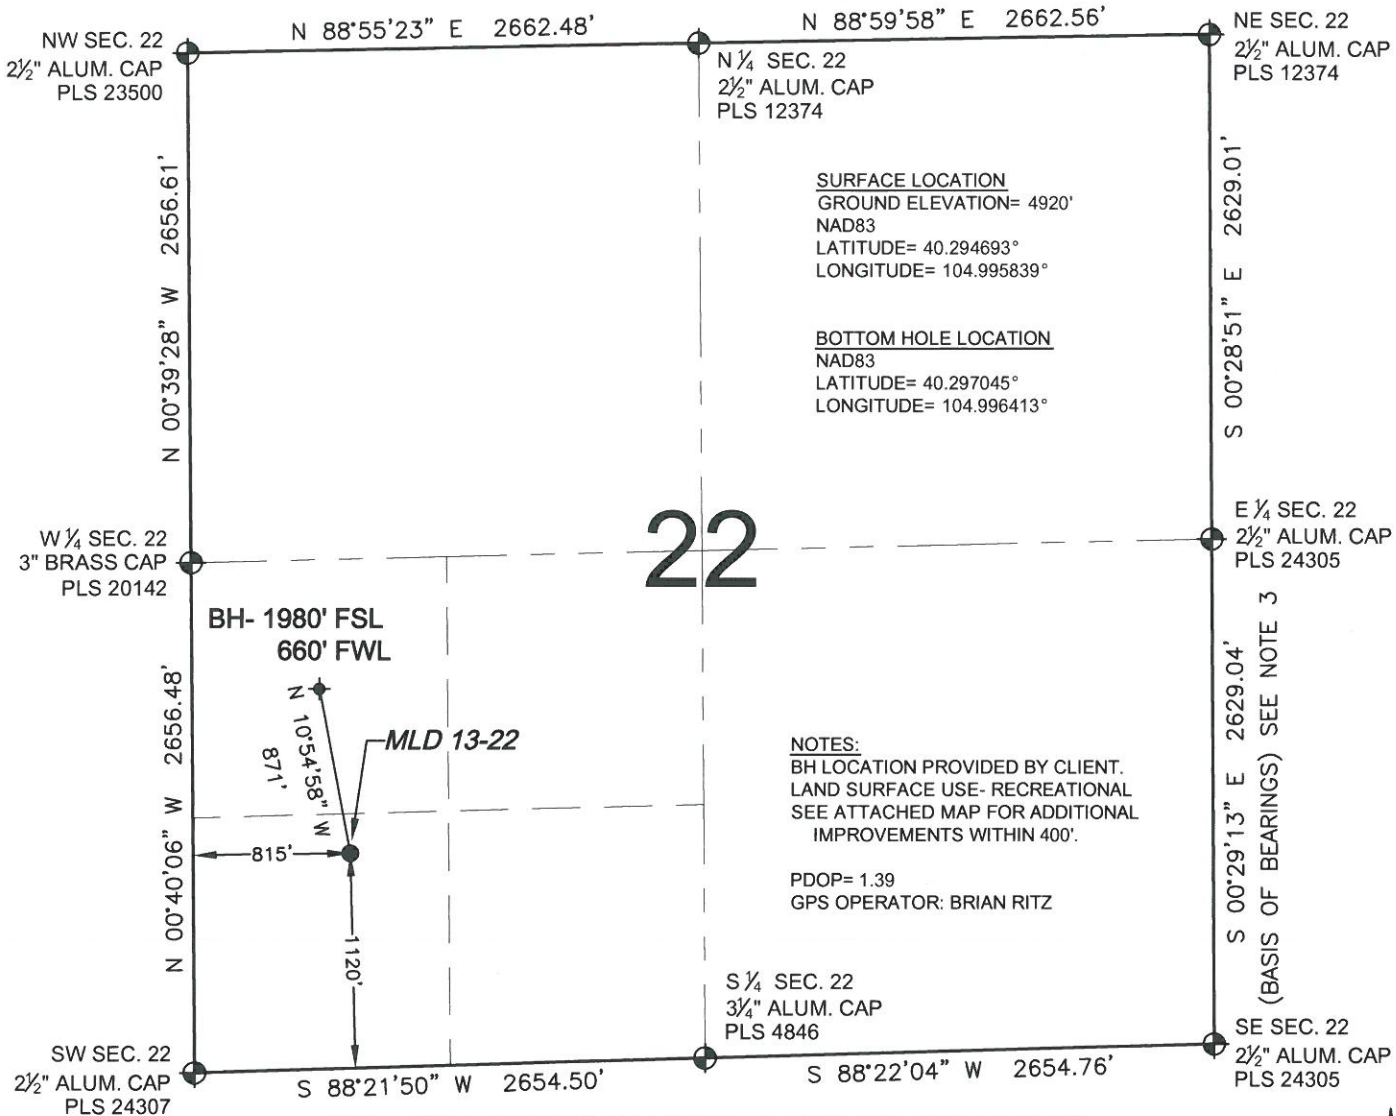 N 88°55'23" E 2662.48'
N 88°59'58" E 2662.56'
NW SEC. 22
2½" ALUM. CAP
PLS 23500
N ¼ SEC. 22
2½" ALUM. CAP
PLS 12374
NE SEC. 22
2½" ALUM. CAP
PLS 12374
N 00°39'28" W 2656.61'
SURFACE LOCATION
GROUND ELEVATION= 4920'
NAD83
LATITUDE= 40.294693°
LONGITUDE= 104.995839°
BOTTOM HOLE LOCATION
NAD83
LATITUDE= 40.297045°
LONGITUDE= 104.996413°
S 00°28'51" E 2629.01'
W ¼ SEC. 22
3" BRASS CAP
PLS 20142
22
E ¼ SEC. 22
2½" ALUM. CAP
PLS 24305
BH- 1980' FSL
660' FWL
N 10°54'58" W
871'
MLD 13-22
815'
1120'
N 00°40'06" W 2656.48'
NOTES:
BH LOCATION PROVIDED BY CLIENT.
LAND SURFACE USE- RECREATIONAL
SEE ATTACHED MAP FOR ADDITIONAL
IMPROVEMENTS WITHIN 400'.
PDOP= 1.39
GPS OPERATOR: BRIAN RITZ
S 00°29'13" E 2629.04'
(BASIS OF BEARINGS) SEE NOTE 3
SW SEC. 22
2½" ALUM. CAP
PLS 24307
S ¼ SEC. 22
3¼" ALUM. CAP
PLS 4846
SE SEC. 22
2½" ALUM. CAP
PLS 24305
S 88°21'50" W 2654.50'
S 88°22'04" W 2654.76'